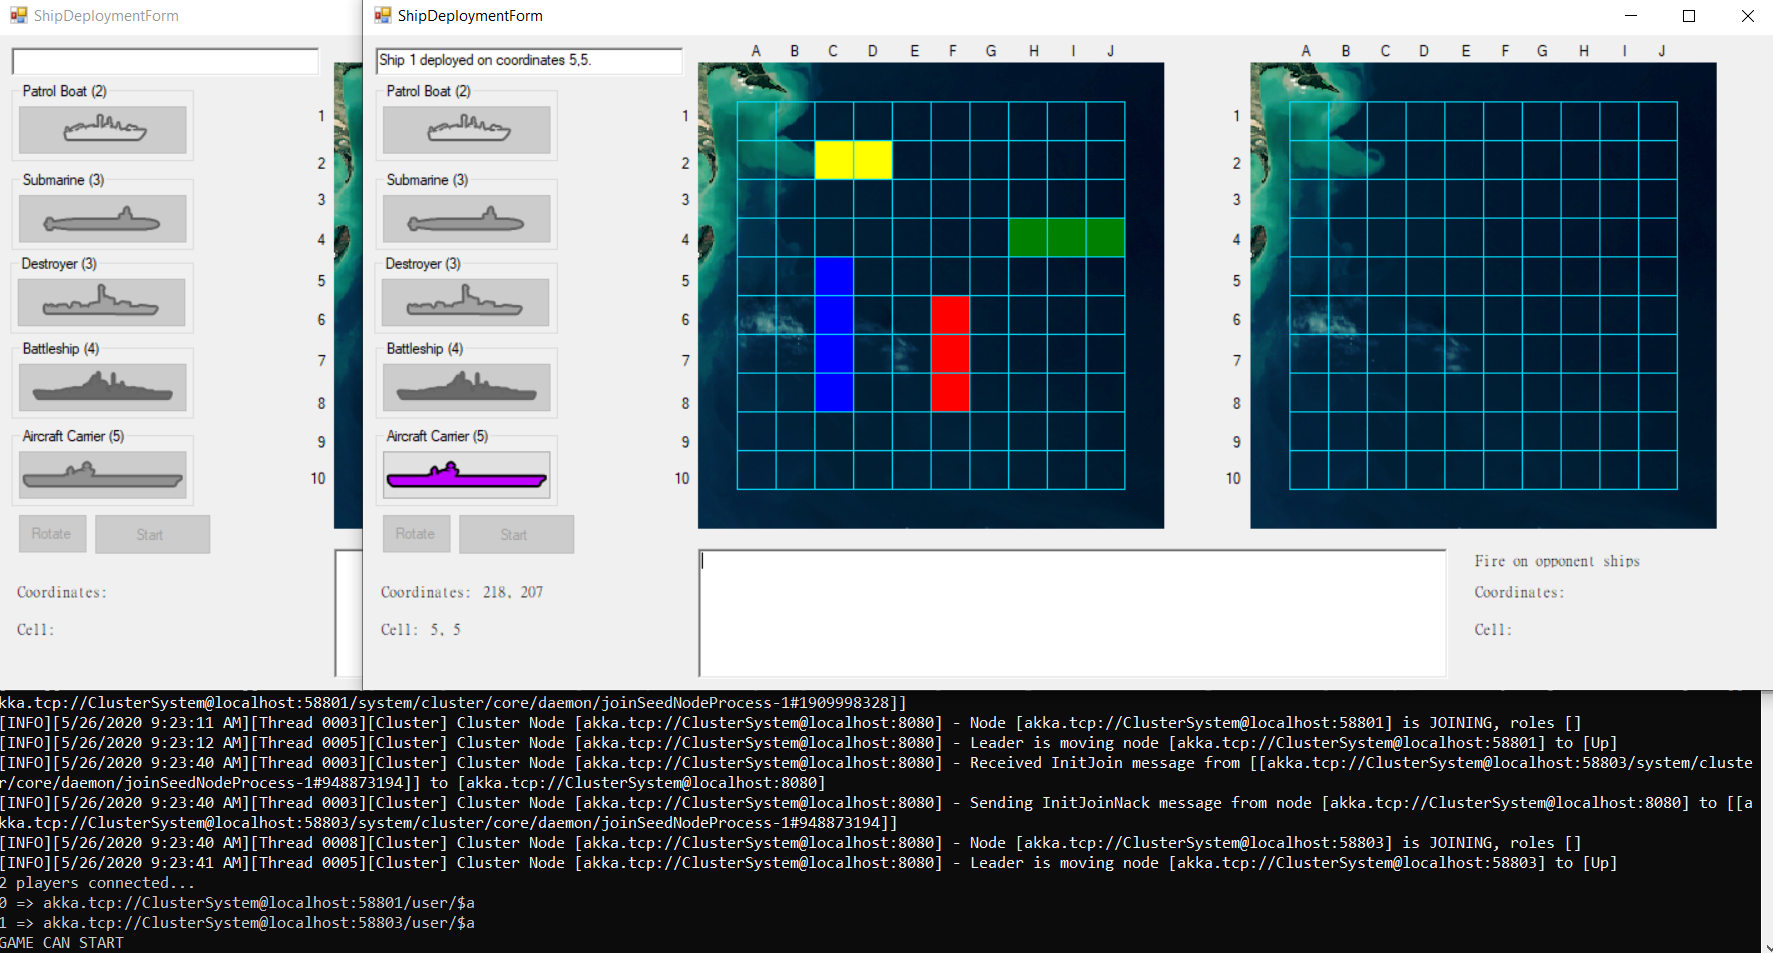 ShipDeploymentForm
Patrol Boat (2)
Submarine (3)
Destroyer (3)
Battleship (4)
Aircraft Carrier (5)
Rotate Start
Coordinates:
Cell:
1
2
3
4
5
6
7
8
9
10
ShipDeploymentForm
Ship 1 deployed on coordinates 5,5.
Patrol Boat (2)
Submarine (3)
Destroyer (3)
Battleship (4)
Aircraft Carrier (5)
Rotate Start
Coordinates: 218, 207
Cell: 5, 5
A B C D E F G H I J
1
2
3
4
5
6
7
8
9
10
A B C D E F G H I J
1
2
3
4
5
6
7
8
9
10
Fire on opponent ships
Coordinates:
Cell:
kka.tcp://ClusterSystem@localhost:58801/system/cluster/core/daemon/joinSeedNodeProcess-1#1909998328]]
[INFO][5/26/2020 9:23:11 AM][Thread 0003][Cluster] Cluster Node [akka.tcp://ClusterSystem@localhost:8080] - Node [akka.tcp://ClusterSystem@localhost:58801] is JOINING, roles []
[INFO][5/26/2020 9:23:12 AM][Thread 0005][Cluster] Cluster Node [akka.tcp://ClusterSystem@localhost:8080] - Leader is moving node [akka.tcp://ClusterSystem@localhost:58801] to [Up]
[INFO][5/26/2020 9:23:40 AM][Thread 0003][Cluster] Cluster Node [akka.tcp://ClusterSystem@localhost:8080] - Received InitJoin message from [[akka.tcp://ClusterSystem@localhost:58803/system/cluste
r/core/daemon/joinSeedNodeProcess-1#948873194]] to [akka.tcp://ClusterSystem@localhost:8080]
[INFO][5/26/2020 9:23:40 AM][Thread 0003][Cluster] Cluster Node [akka.tcp://ClusterSystem@localhost:8080] - Sending InitJoinNack message from node [akka.tcp://ClusterSystem@localhost:8080] to [[a
kka.tcp://ClusterSystem@localhost:58803/system/cluster/core/daemon/joinSeedNodeProcess-1#948873194]]
[INFO][5/26/2020 9:23:40 AM][Thread 0008][Cluster] Cluster Node [akka.tcp://ClusterSystem@localhost:8080] - Node [akka.tcp://ClusterSystem@localhost:58803] is JOINING, roles []
[INFO][5/26/2020 9:23:41 AM][Thread 0005][Cluster] Cluster Node [akka.tcp://ClusterSystem@localhost:8080] - Leader is moving node [akka.tcp://ClusterSystem@localhost:58803] to [Up]
2 players connected...
0 => akka.tcp://ClusterSystem@localhost:58801/user/$a
1 => akka.tcp://ClusterSystem@localhost:58803/user/$a
GAME CAN START